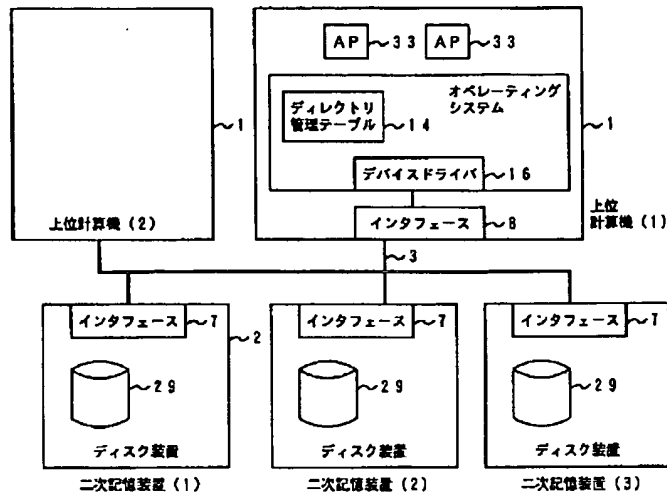 AP
33
AP
33
オペレーティング
システム
ディレクトリ
管理テーブル
14
1
1
デバイスドライバ
16
上位計算機(2)
インタフェース
8
上位
計算機(1)
3
インタフェース
7
2
インタフェース
7
インタフェース
7
29
29
29
ディスク装置
ディスク装置
ディスク装置
二次記憶装置(1)
二次記憶装置(2)
二次記憶装置(3)